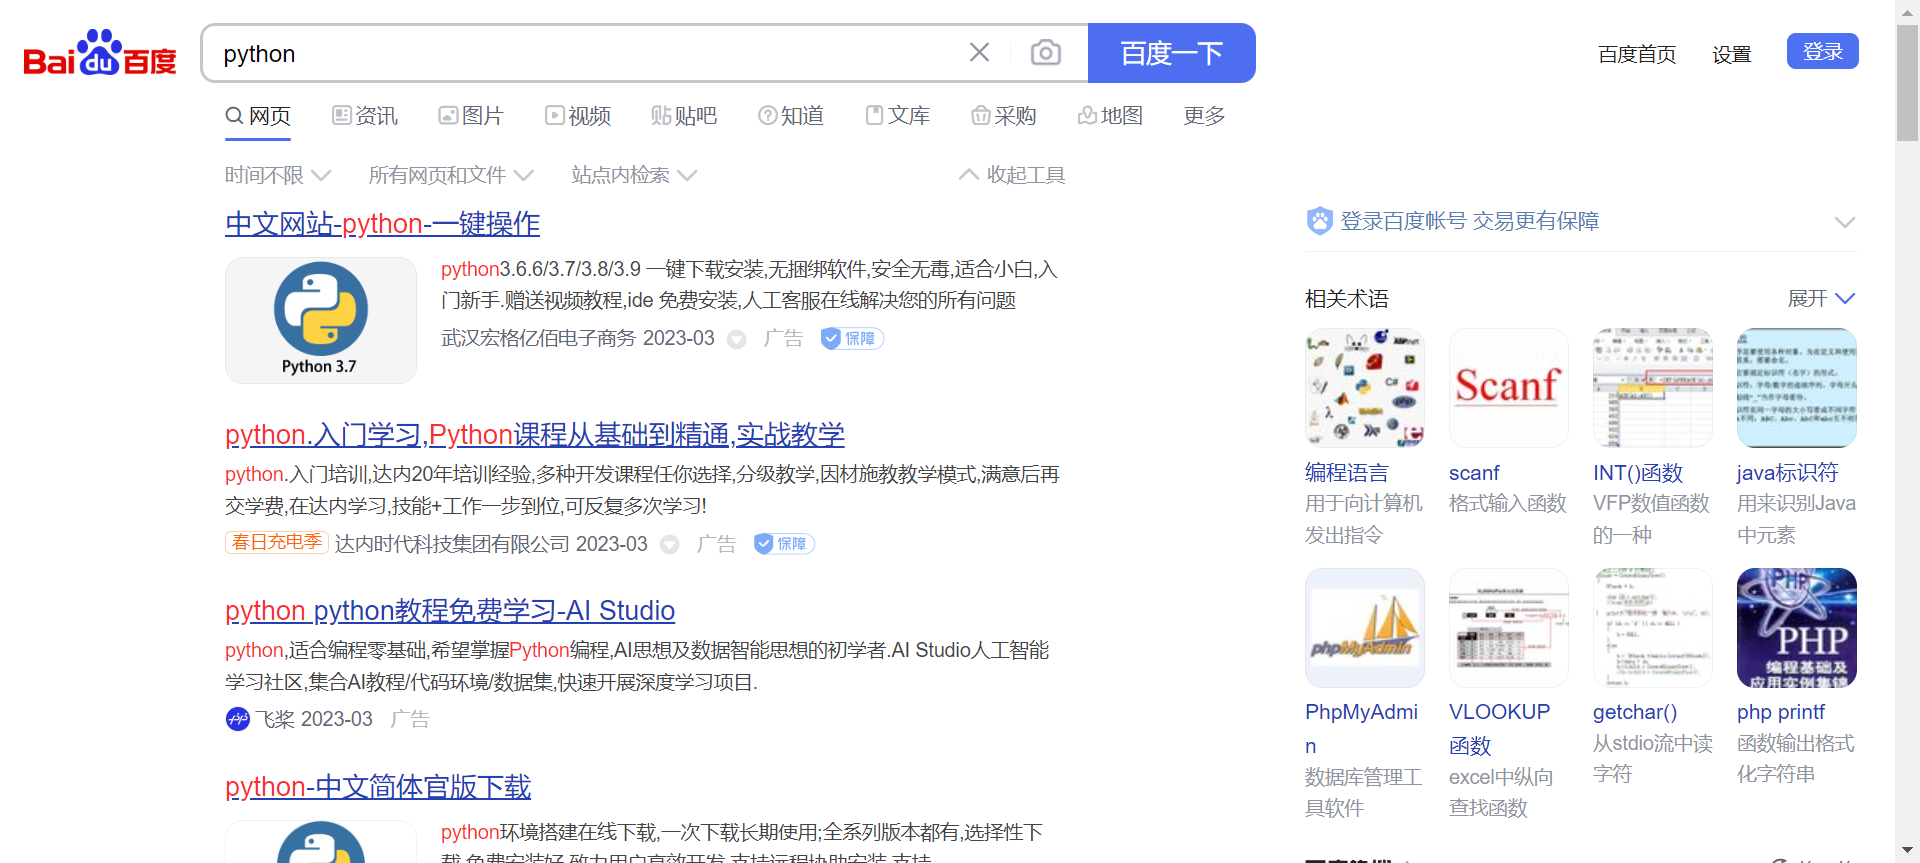 Bai du 百度
python
百度一下
百度首页 设置 登录
网页 资讯 图片 视频 贴吧 知道 文库 采购 地图 更多
时间不限 所有网页和文件 站点内检索 收起工具
中文网站-python-一键操作
Python 3.7
python3.6.6/3.7/3.8/3.9 一键下载安装,无捆绑软件,安全无毒,适合小白,入
门新手.赠送视频教程,ide 免费安装,人工客服在线解决您的所有问题
武汉宏格亿佰电子商务 2023-03 广告 保障
python.入门学习,Python课程从基础到精通,实战教学
python.入门培训,达内20年培训经验,多种开发课程任你选择,分级教学,因材施教教学模式,满意后再
交学费,在达内学习,技能+工作一步到位,可反复多次学习!
春日充电季 达内时代科技集团有限公司 2023-03 广告 保障
python python教程免费学习-AI Studio
python,适合编程零基础,希望掌握Python编程,AI思想及数据智能思想的初学者.AI Studio人工智能
学习社区,集合AI教程/代码环境/数据集,快速开展深度学习项目.
飞桨 2023-03 广告
python-中文简体官版下载
python环境搭建在线下载,一次下载长期使用;全系列版本都有,选择性下
登录百度帐号 交易更有保障
相关术语 展开
Scanf
编程语言
用于向计算机
发出指令
scanf
格式输入函数
INT()函数
VFP数值函数
的一种
java标识符
用来识别Java
中元素
phpMyAdmin
PHP
编程基础及
应用实例集锦
PhpMyAdmi
n
数据库管理工
具软件
VLOOKUP
函数
excel中纵向
查找函数
getchar()
从stdio流中读
字符
php printf
函数输出格式
化字符串